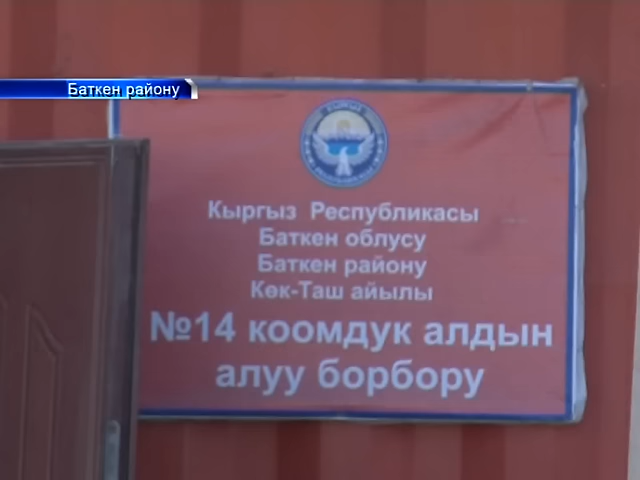 Баткен району
Кыргыз Республикасы
Баткен облусу
Баткен району
Көк-Таш айылы
№14 коомдук алдын
алуу борбору